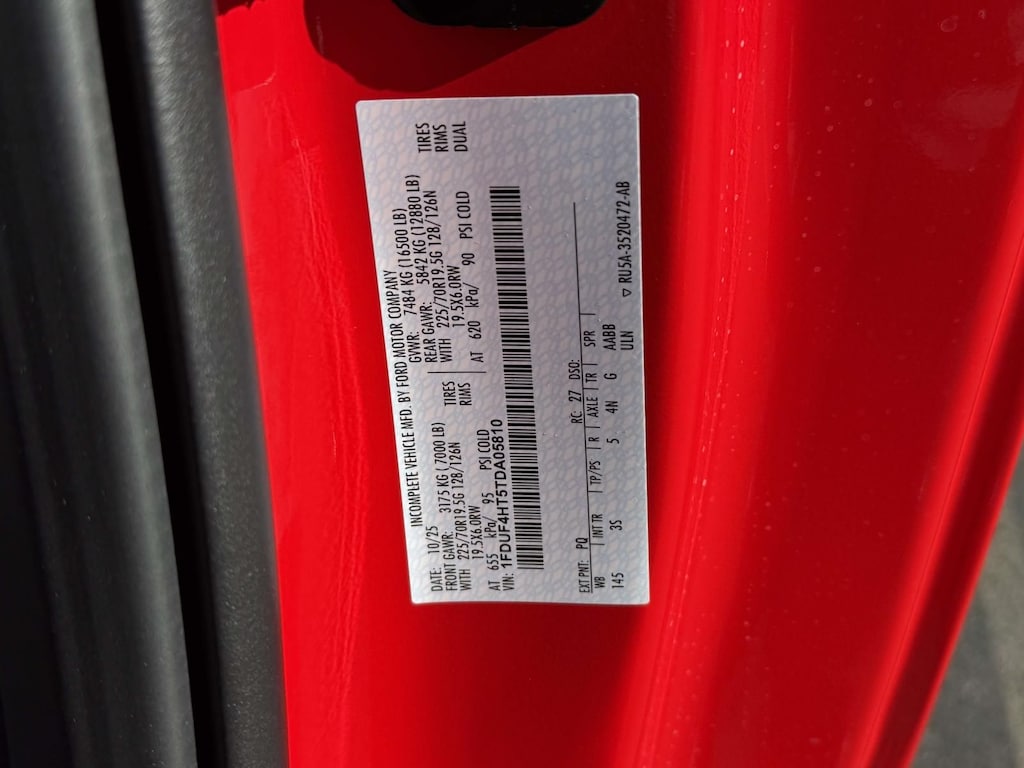 INCOMPLETE VEHICLE MFD. BY FORD MOTOR COMPANY
DATE: 10/25 GVWR: 7484 KG (16500 LB)
FRONT GAWR: 3175 KG (7000 LB) REAR GAWR: 5842 KG (12880 LB)
WITH 225/70R19.5G 128/126N TIRES WITH 225/70R19.5G 128/126N TIRES
19.5X6.0RW RIMS 19.5X6.0RW RIMS
AT 655 kPa/ 95 PSI COLD AT 620 kPa/ 90 PSI COLD DUAL
VIN: 1FDUF4HT5TDA05810
EXT PNT: PQ RC: 27 DSO:
WB INT TR TP/PS R AXLE TR SPR
145 3S 5 4N G AABB
ULN ▽ RU5A-3520472-AB